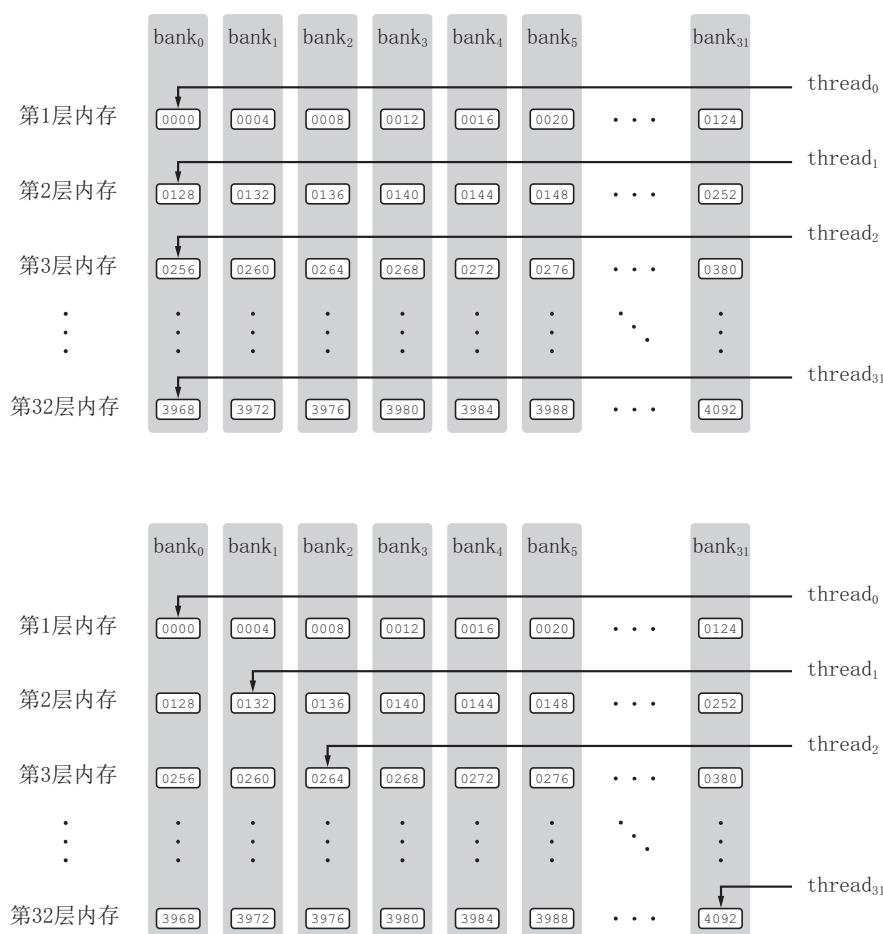 bank₀ bank₁ bank₂ bank₃ bank₄ bank₅ bank₃₁
thread₀
第1层内存 0000 0004 0008 0012 0016 0020 · · · 0124
thread₁
第2层内存 0128 0132 0136 0140 0144 0148 · · · 0252
thread₂
第3层内存 0256 0260 0264 0268 0272 0276 · · · 0380
thread₃₁
第32层内存 3968 3972 3976 3980 3984 3988 · · · 4092
bank₀ bank₁ bank₂ bank₃ bank₄ bank₅ bank₃₁
thread₀
第1层内存 0000 0004 0008 0012 0016 0020 · · · 0124
thread₁
第2层内存 0128 0132 0136 0140 0144 0148 · · · 0252
thread₂
第3层内存 0256 0260 0264 0268 0272 0276 · · · 0380
thread₃₁
第32层内存 3968 3972 3976 3980 3984 3988 · · · 4092